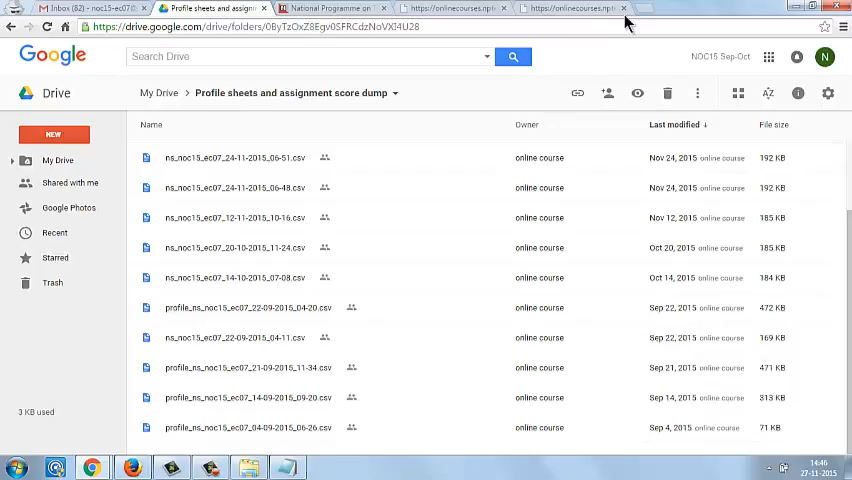 Inbox (82) - noc15-ec07@ Profile sheets and assignm National Programme on T https://onlinecourses.npte https://onlinecourses.npte
https://drive.google.com/drive/folders/0ByTzOxZ8Egv0SFRCdzNoVXI4U28
Google Search Drive NOC15 Sep-Oct N
Drive My Drive Profile sheets and assignment score dump
NEW Name Owner Last modified File size
My Drive
Shared with me
Google Photos
Recent
Starred
Trash
3 KB used
ns_noc15_ec07_24-11-2015_06-51.csv online course Nov 24, 2015 online course 192 KB
ns_noc15_ec07_24-11-2015_06-48.csv online course Nov 24, 2015 online course 192 KB
ns_noc15_ec07_12-11-2015_10-16.csv online course Nov 12, 2015 online course 185 KB
ns_noc15_ec07_20-10-2015_11-24.csv online course Oct 20, 2015 online course 185 KB
ns_noc15_ec07_14-10-2015_07-08.csv online course Oct 14, 2015 online course 184 KB
profile_ns_noc15_ec07_22-09-2015_04-20.csv online course Sep 22, 2015 online course 472 KB
ns_noc15_ec07_22-09-2015_04-11.csv online course Sep 22, 2015 online course 169 KB
profile_ns_noc15_ec07_21-09-2015_11-34.csv online course Sep 21, 2015 online course 471 KB
profile_ns_noc15_ec07_14-09-2015_09-20.csv online course Sep 14, 2015 online course 313 KB
profile_ns_noc15_ec07_04-09-2015_06-26.csv online course Sep 4, 2015 online course 71 KB
14:46
27-11-2015